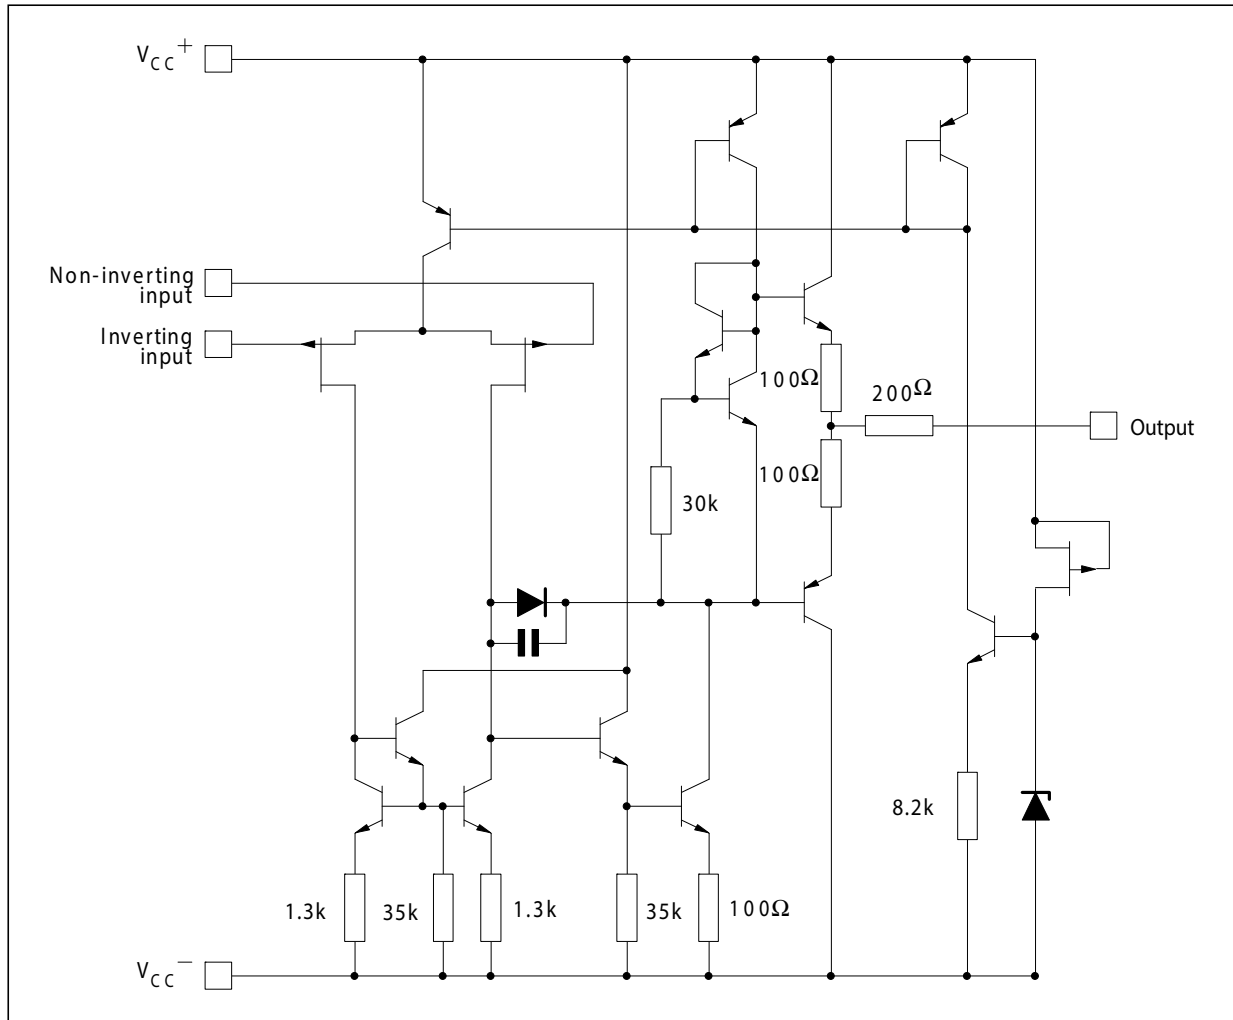 V CC +
Non-inverting
input
Inverting
input
100Ω
200Ω
Output
100Ω
30k
8.2k
1.3k
35k
1.3k
35k
100Ω
V CC −